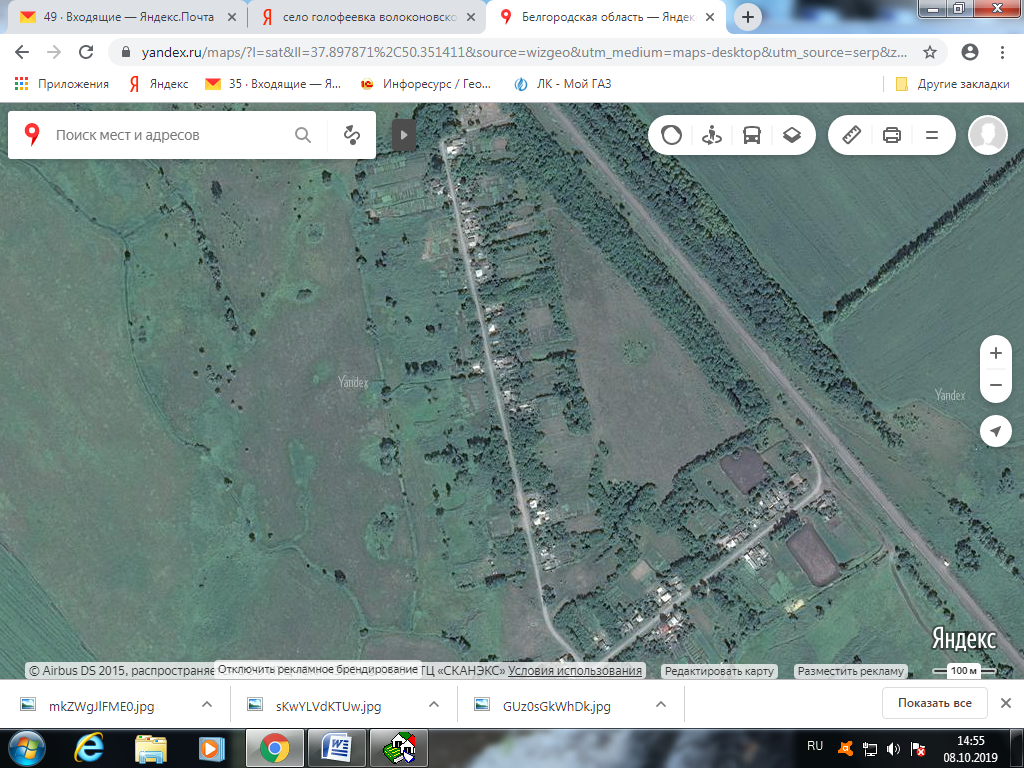 49 · Входящие — Яндекс.Почта
село голофеевка волоконовско
Белгородская область — Яндек
yandex.ru/maps/?l=sat&ll=37.897871%2C50.351411&source=wizgeo&utm_medium=maps-desktop&utm_source=serp&z...
Приложения
Яндекс
35 · Входящие — Я...
Инфоресурс / Гео...
ЛК - Мой ГАЗ
Другие закладки
Поиск мест и адресов
Yandex
Yandex
Яндекс
© Airbus DS 2015, распространяе
Отключить рекламное брендирование
ТЦ «СКАНЭКС» Условия использования
Редактировать карту
Разместить рекламу
100 м
mkZWgJlFME0.jpg
sKwYLVdKTUw.jpg
GUz0sGkWhDk.jpg
Показать все
RU
14:55
08.10.2019